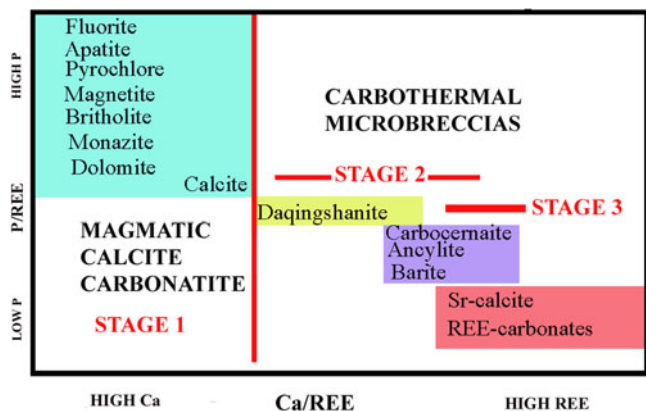 HIGH P
P/REE
LOW P
Fluorite
Apatite
Pyrochlore
Magnetite
Britholite
Monazite
Dolomite
Calcite
MAGMATIC
CALCITE
CARBONATITE
STAGE 1
CARBOTHERMAL
MICROBRECCIAS
STAGE 2
STAGE 3
Daqingshanite
Carbocernaite
Ancylite
Barite
Sr-calcite
REE-carbonates
HIGH Ca
Ca/REE
HIGH REE